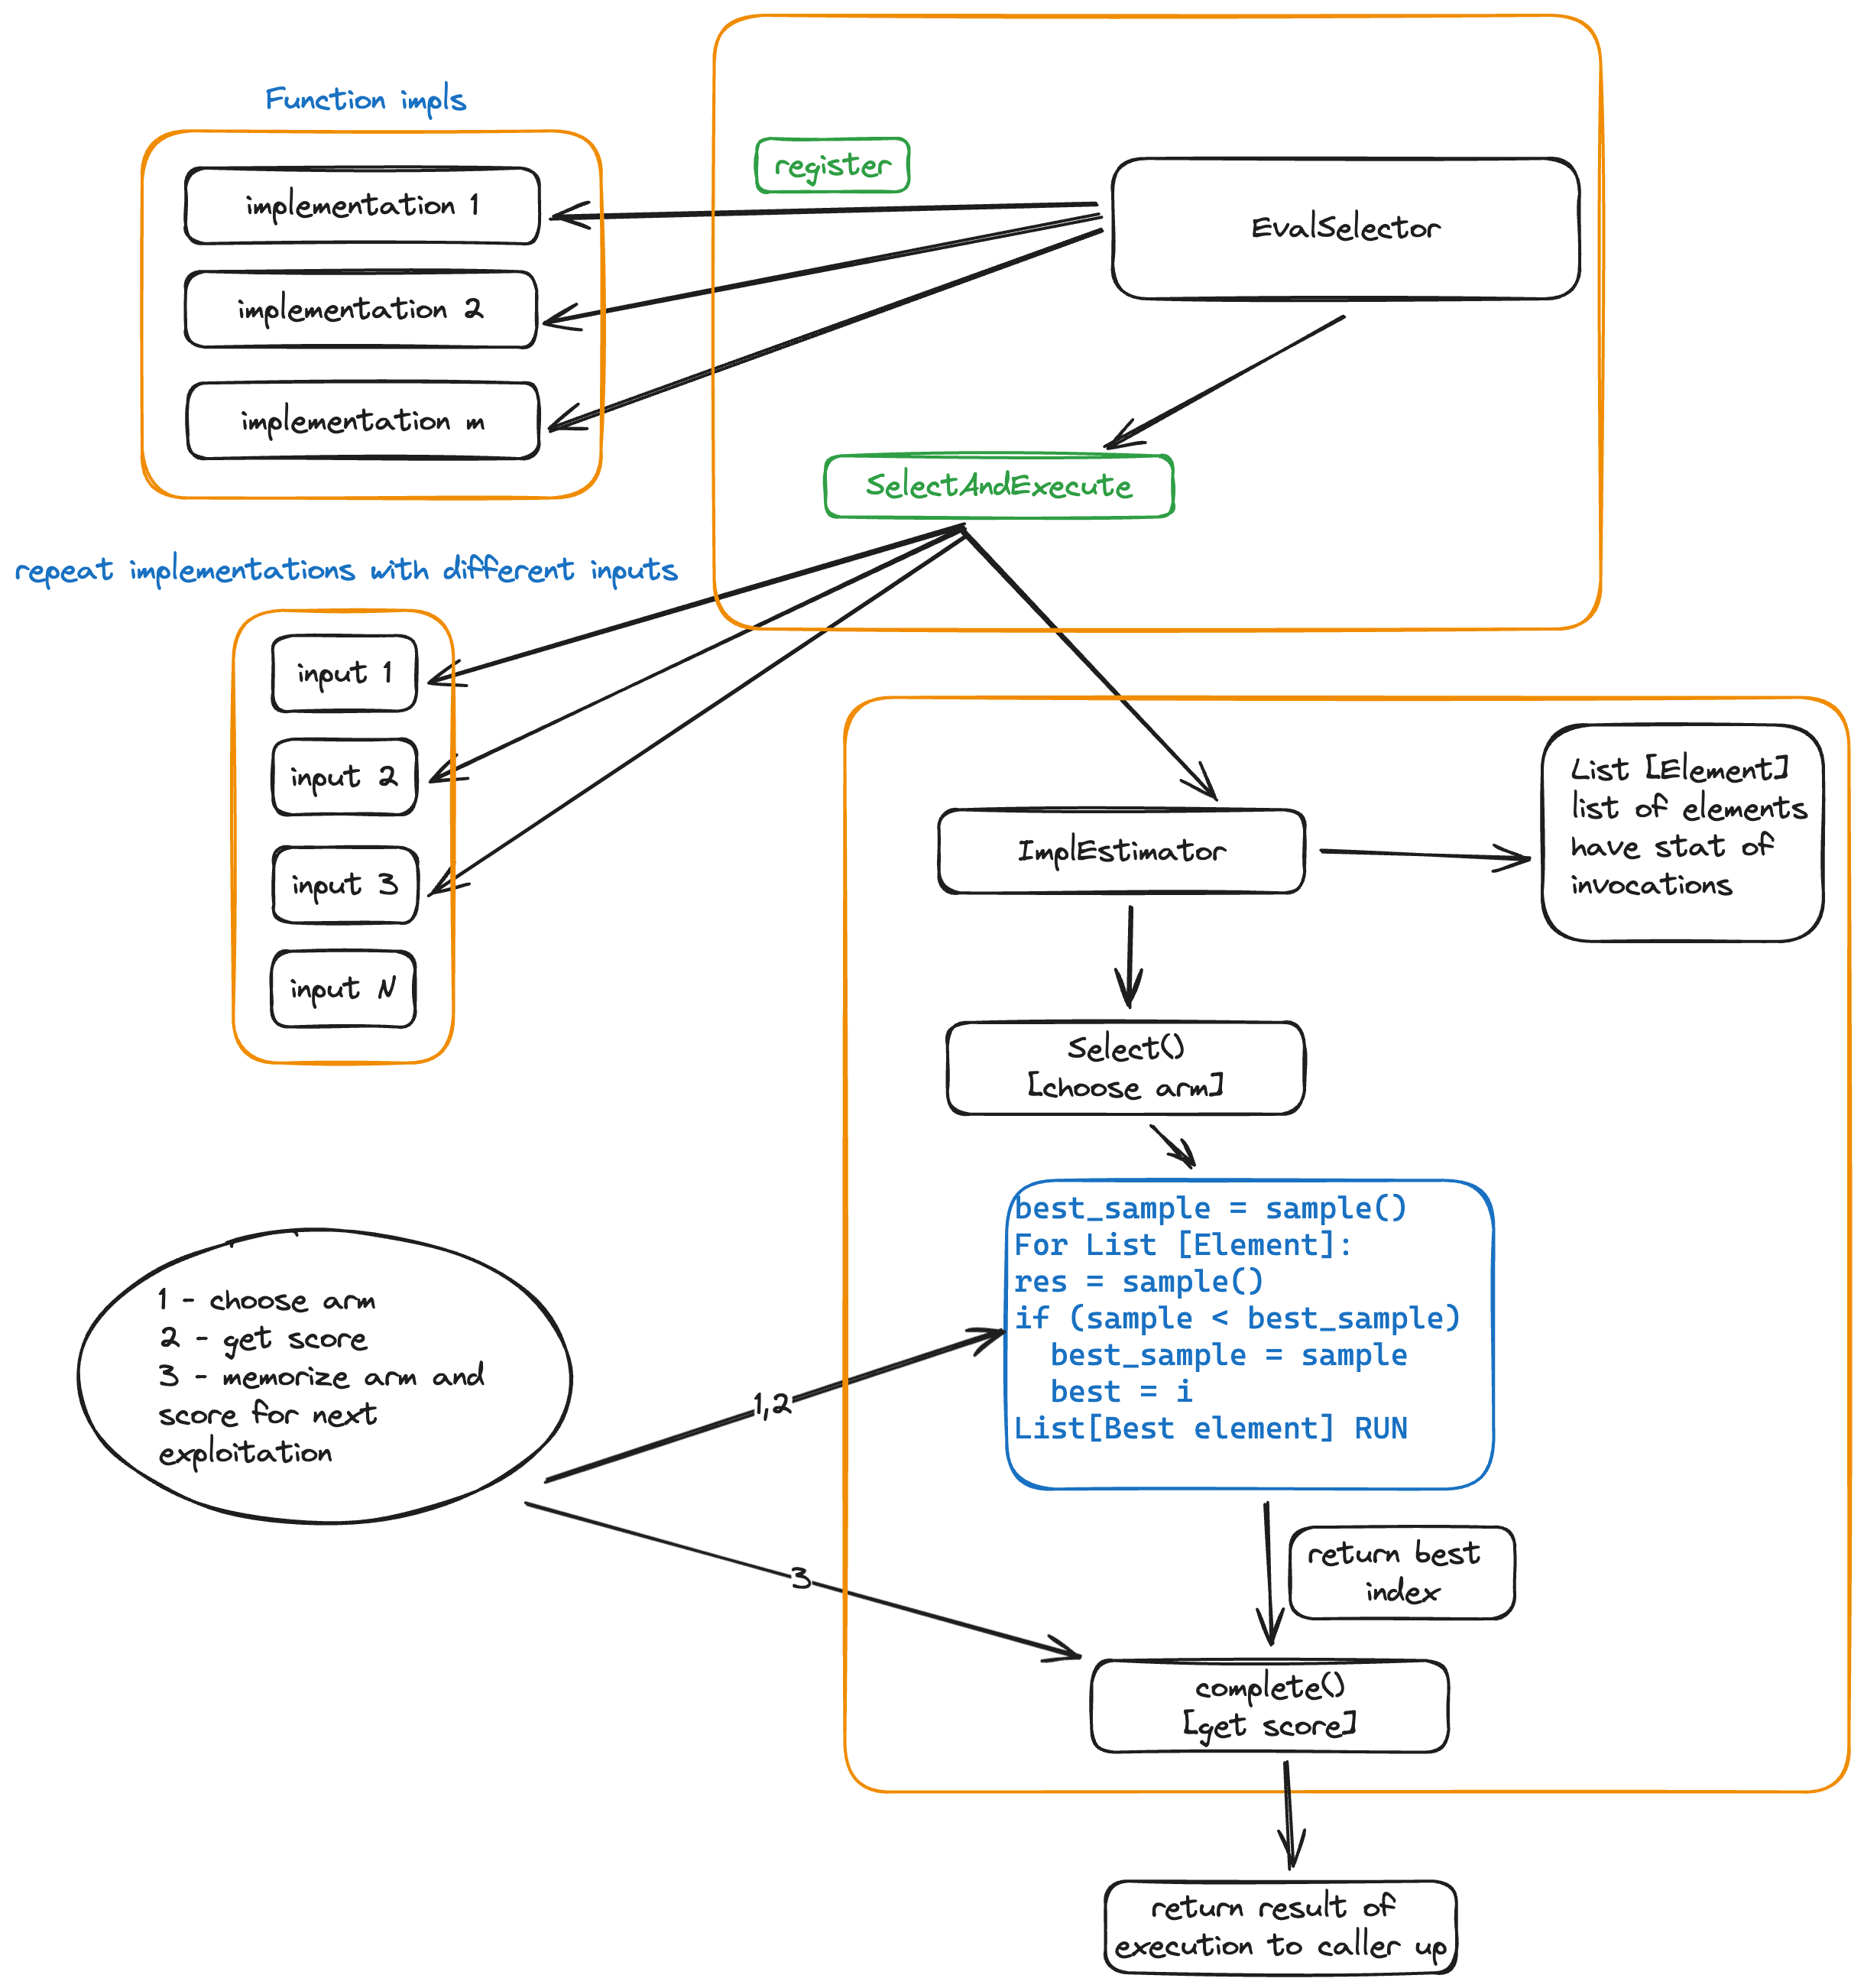 Function impls
implementation 1
implementation 2
implementation m
register
EvalSelector
SelectAndExecute
repeat implementations with different inputs
input 1
input 2
input 3
input N
ImplEstimator
List [Element]
list of elements
have stat of
invocations
Select()
[choose arm]
best_sample = sample()
For List [Element]:
res = sample()
if (sample < best_sample)
  best_sample = sample
  best = i
List[Best element] RUN
1 - choose arm
2 - get score
3 - memorize arm and
score for next
exploitation
1,2
3
return best
index
complete()
[get score]
return result of
execution to caller up